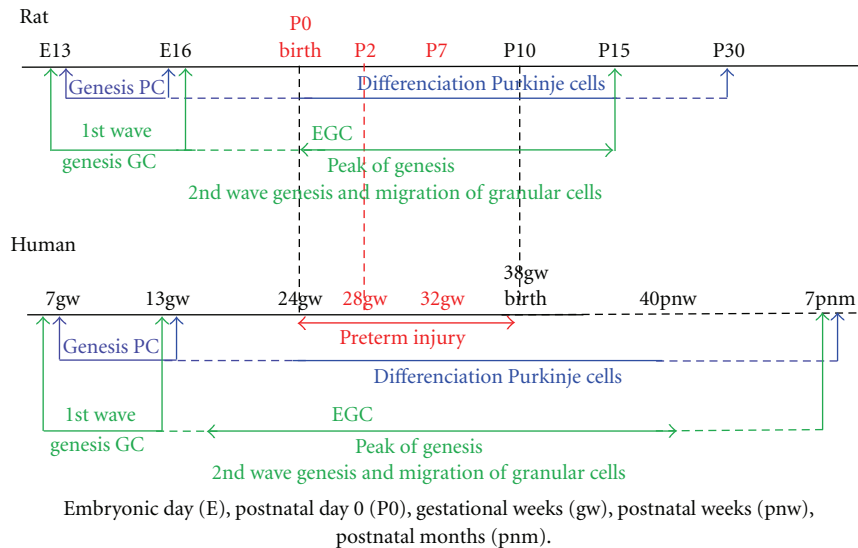 Rat
P0
E13 E16 birth P2 P7 P10 P15 P30
Genesis PC Differenciation Purkinje cells
1st wave EGC
genesis GC Peak of genesis
2nd wave genesis and migration of granular cells
Human
38gw
7gw 13gw 24gw 28gw 32gw birth 40pnw 7pnm
Genesis PC Preterm injury
Differenciation Purkinje cells
1st wave EGC
genesis GC Peak of genesis
2nd wave genesis and migration of granular cells
Embryonic day (E), postnatal day 0 (P0), gestational weeks (gw), postnatal weeks (pnw),
postnatal months (pnm).